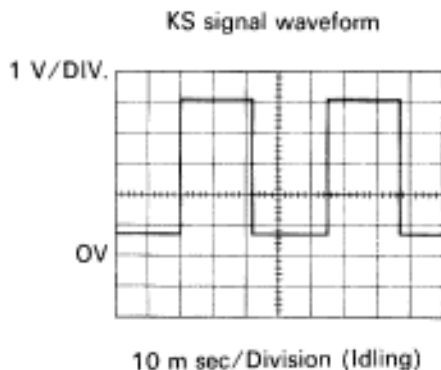 KS signal waveform
1 V/DIV.
OV
10 m sec/Division (Idling)